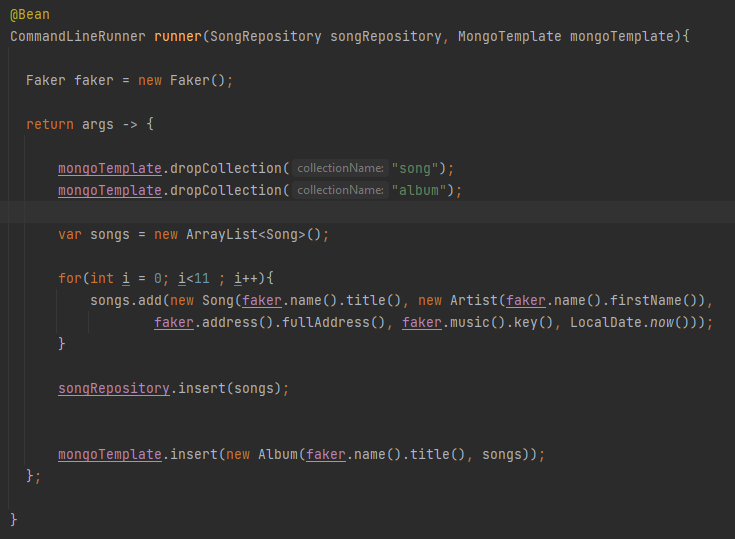 @Bean
CommandLineRunner runner(SongRepository songRepository, MongoTemplate mongoTemplate){
Faker faker = new Faker();
return args -> {
mongoTemplate.dropCollection( collectionName: "song");
mongoTemplate.dropCollection( collectionName: "album");
var songs = new ArrayList<Song>();
for(int i = 0; i<11 ; i++){
songs.add(new Song(faker.name().title(), new Artist(faker.name().firstName()),
faker.address().fullAddress(), faker.music().key(), LocalDate.now()));
}
songRepository.insert(songs);
mongoTemplate.insert(new Album(faker.name().title(), songs));
};
}